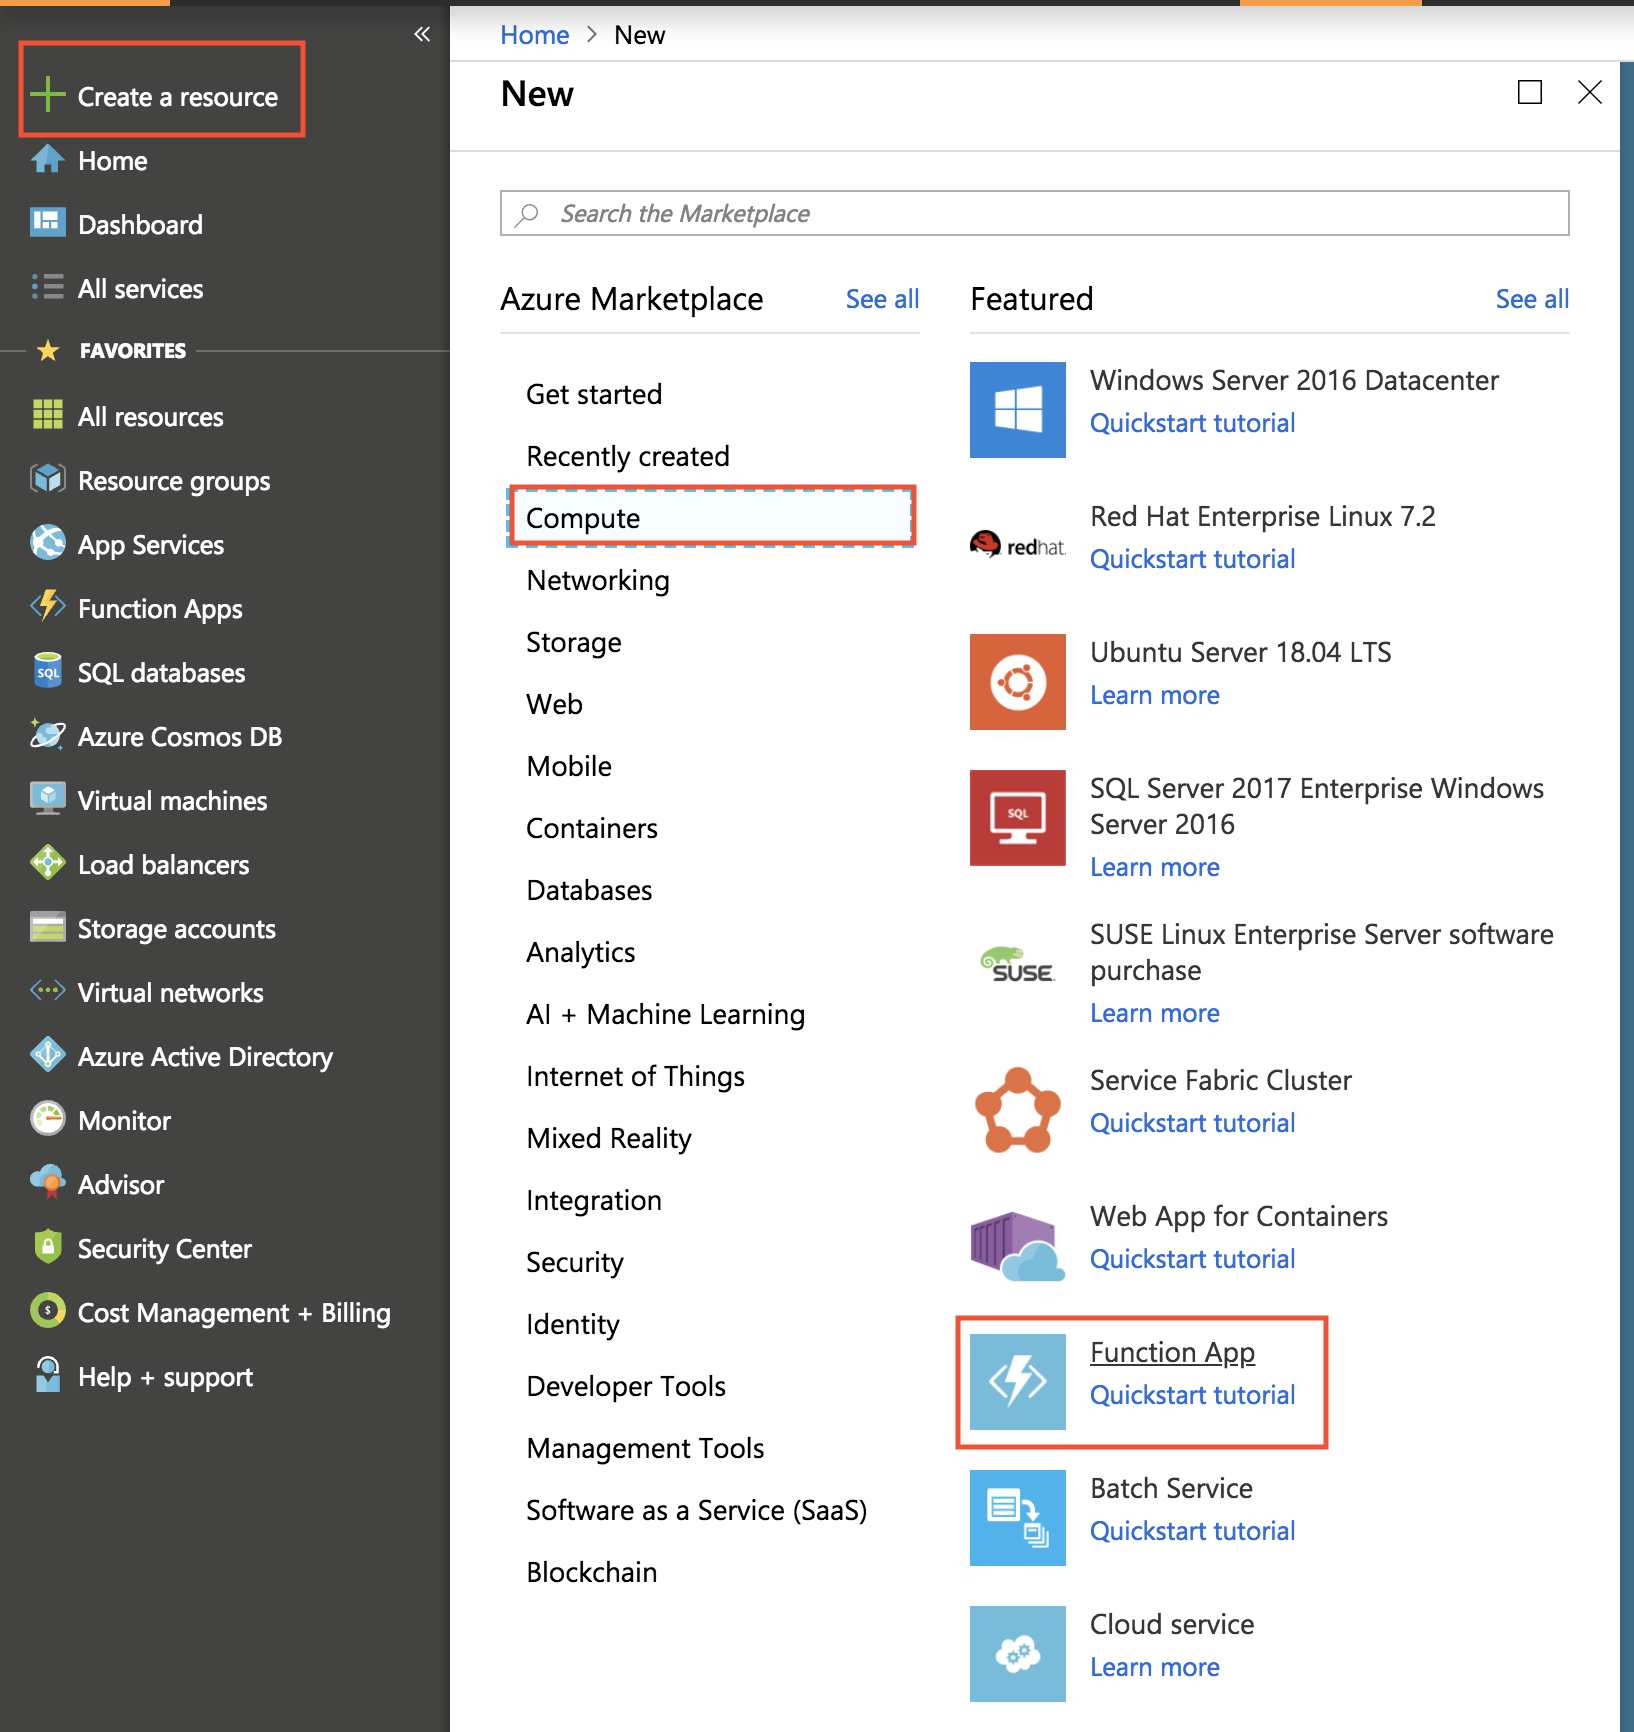 Create a resource
Home
Dashboard
All services
FAVORITES
All resources
Resource groups
App Services
Function Apps
SQL
SQL databases
Azure Cosmos DB
Virtual machines
Load balancers
Storage accounts
Virtual networks
Azure Active Directory
Monitor
Advisor
Security Center
$
Cost Management + Billing
Help + support
Home > New
New
Search the Marketplace
Azure Marketplace
See all
Get started
Recently created
Compute
Networking
Storage
Web
Mobile
Containers
Databases
Analytics
AI + Machine Learning
Internet of Things
Mixed Reality
Integration
Security
Identity
Developer Tools
Management Tools
Software as a Service (SaaS)
Blockchain
Featured
See all
Windows Server 2016 Datacenter
Quickstart tutorial
redhat.
Red Hat Enterprise Linux 7.2
Quickstart tutorial
Ubuntu Server 18.04 LTS
Learn more
SQL
SQL Server 2017 Enterprise Windows
Server 2016
Learn more
SUSE.
SUSE Linux Enterprise Server software
purchase
Learn more
Service Fabric Cluster
Quickstart tutorial
Web App for Containers
Quickstart tutorial
Function App
Quickstart tutorial
Batch Service
Quickstart tutorial
Cloud service
Learn more